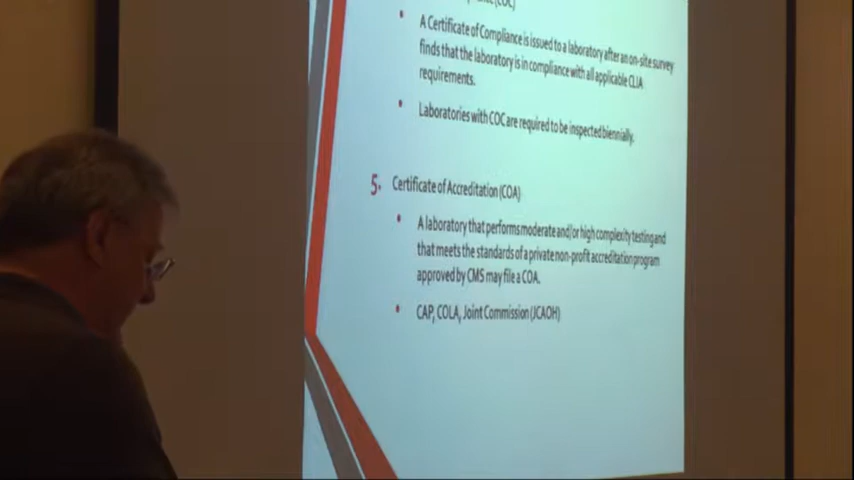 (COC)
• A Certificate of Compliance is issued to a laboratory after an on-site survey
finds that the laboratory is in compliance with all applicable CLIA
requirements.
• Laboratories with COC are required to be inspected biennially.
5. Certificate of Accreditation (COA)
• A laboratory that performs moderate and/or high complexity testing and
that meets the standards of a private non-profit accreditation program
approved by CMS may file a COA.
• CAP, COLA, Joint Commission (JCAOH)